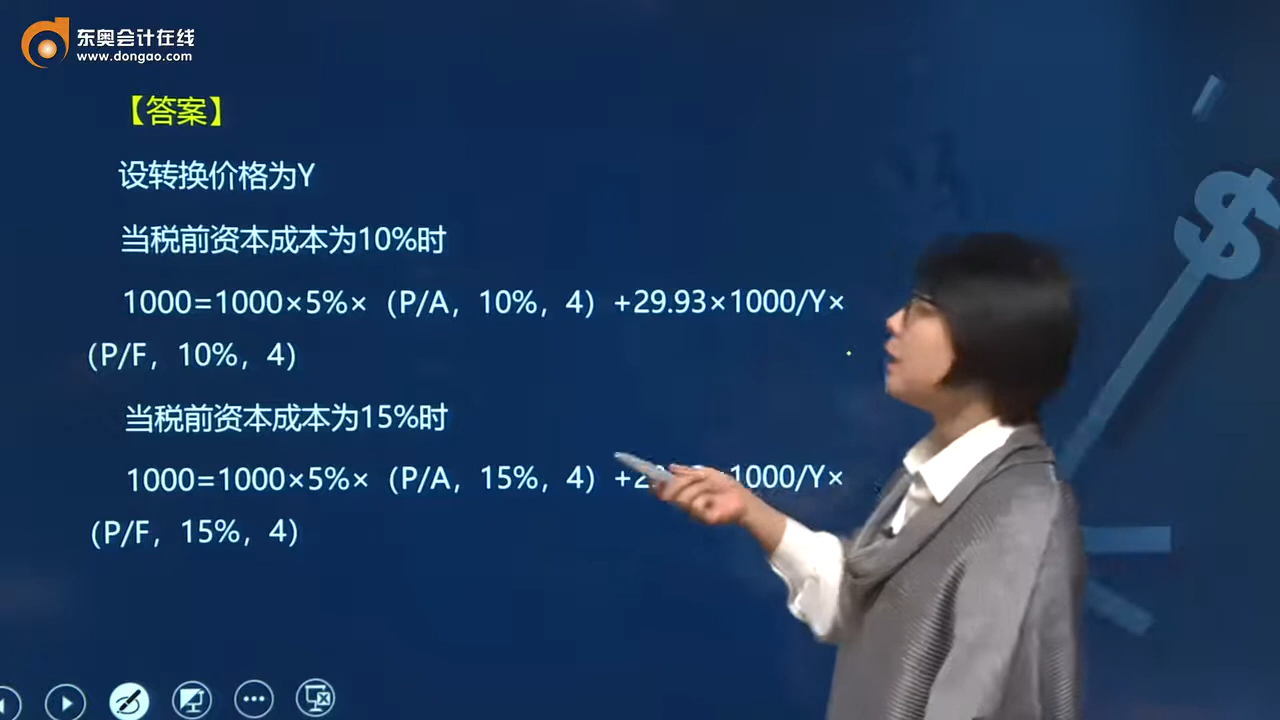 东奥会计在线
www.dongao.com
【答案】
设转换价格为Y
当税前资本成本为10%时
1000=1000×5%×（P/A，10%，4）+29.93×1000/Y×
（P/F，10%，4）
当税前资本成本为15%时
1000=1000×5%×（P/A，15%，4）+2 1000/Y×
（P/F，15%，4）